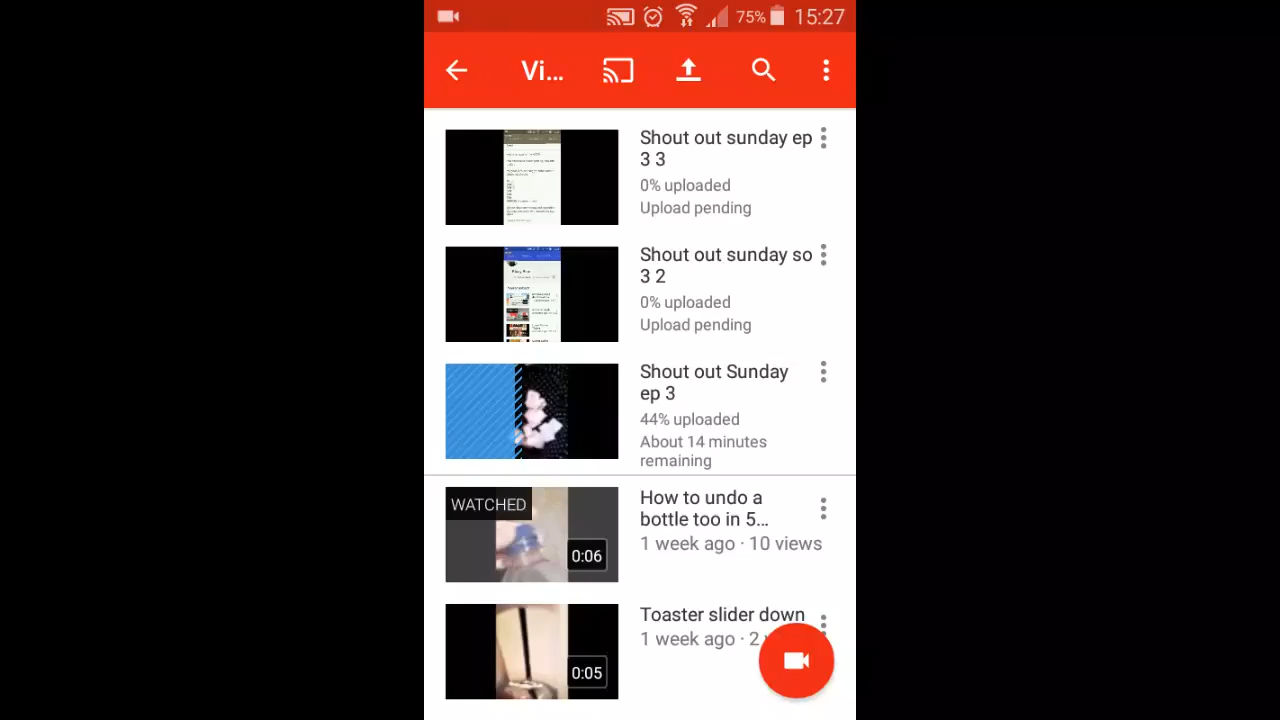 75% 15:27
Vi...
Shout out sunday ep
3 3
0% uploaded
Upload pending
Shout out sunday so
3 2
0% uploaded
Upload pending
Shout out Sunday
ep 3
44% uploaded
About 14 minutes
remaining
WATCHED
0:06
How to undo a
bottle too in 5...
1 week ago · 10 views
Toaster slider down
1 week ago · 2
0:05